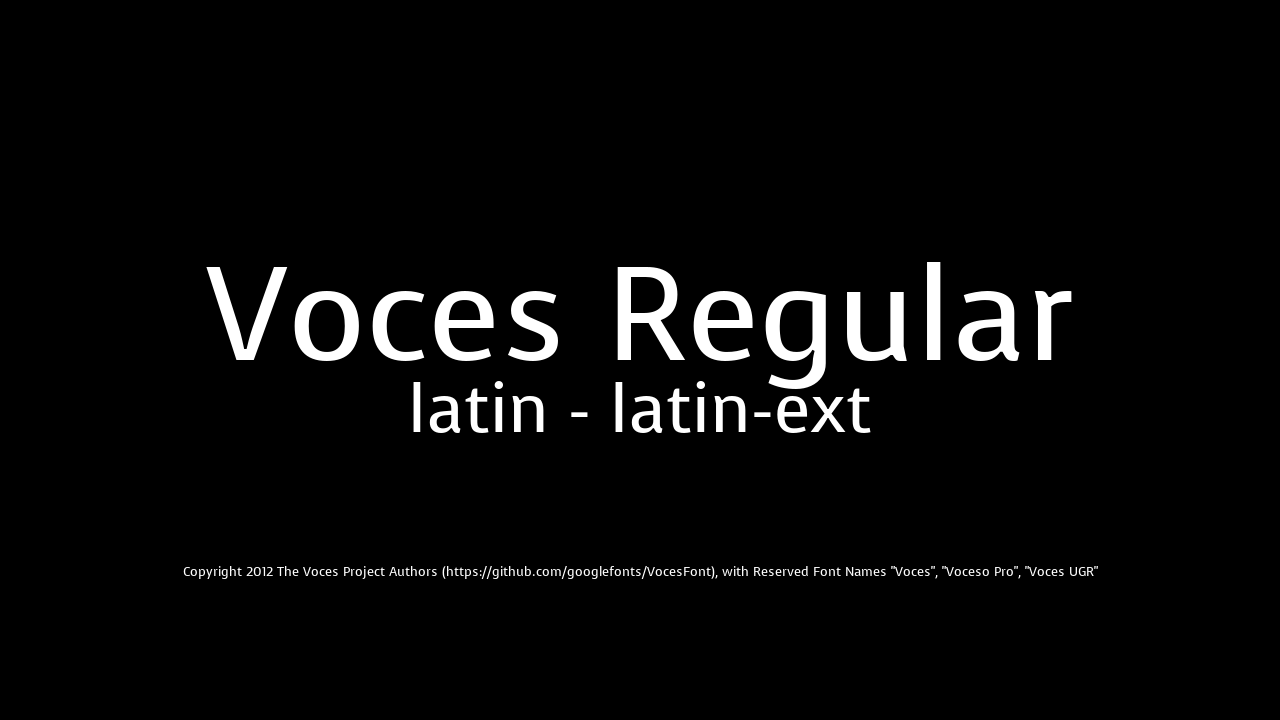 Voces Regular
latin - latin-ext
Copyright 2012 The Voces Project Authors (https://github.com/googlefonts/VocesFont), with Reserved Font Names "Voces", "Voceso Pro", "Voces UGR"